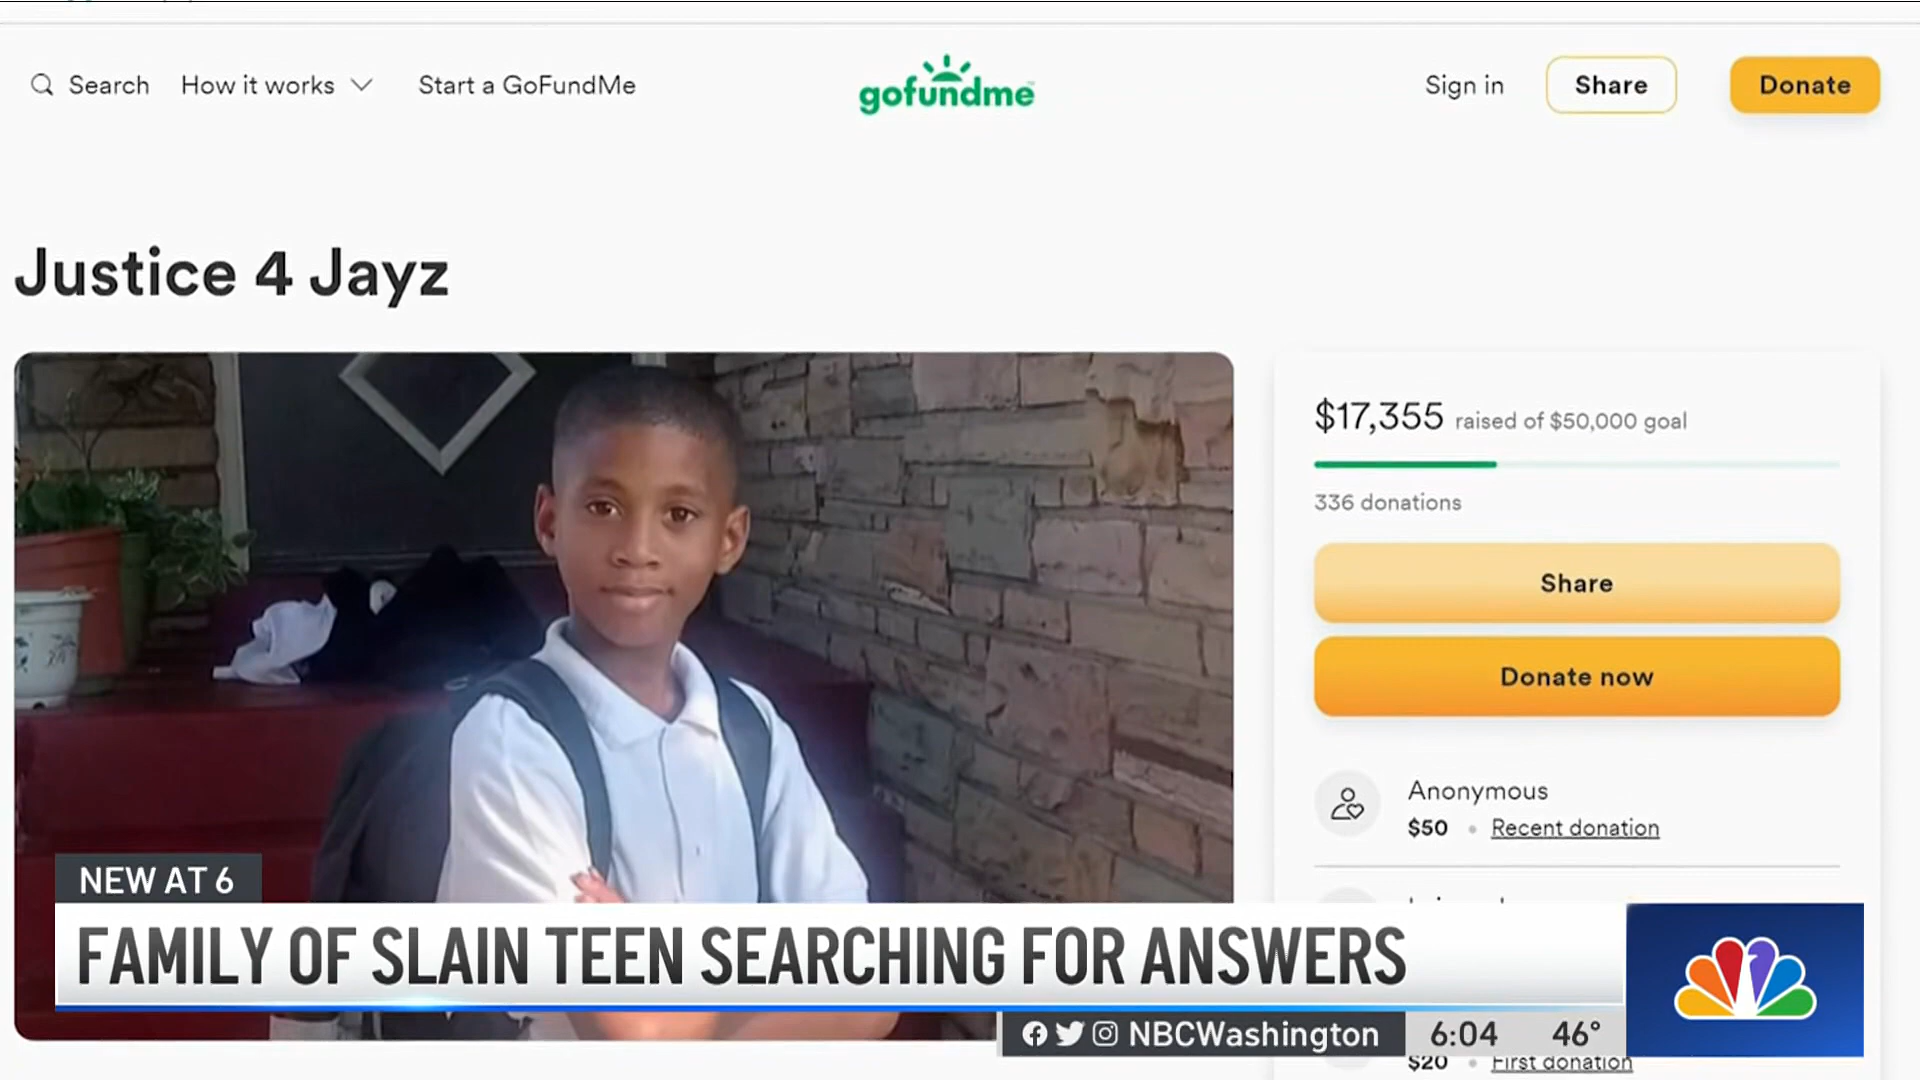 Search How it works Start a GoFundMe gofundme Sign in Share Donate
Justice 4 Jayz
$17,355 raised of $50,000 goal
336 donations
Share
Donate now
Anonymous
$50 • Recent donation
NEW AT 6
FAMILY OF SLAIN TEEN SEARCHING FOR ANSWERS
NBCWashington 6:04 46°
$20 • First donation